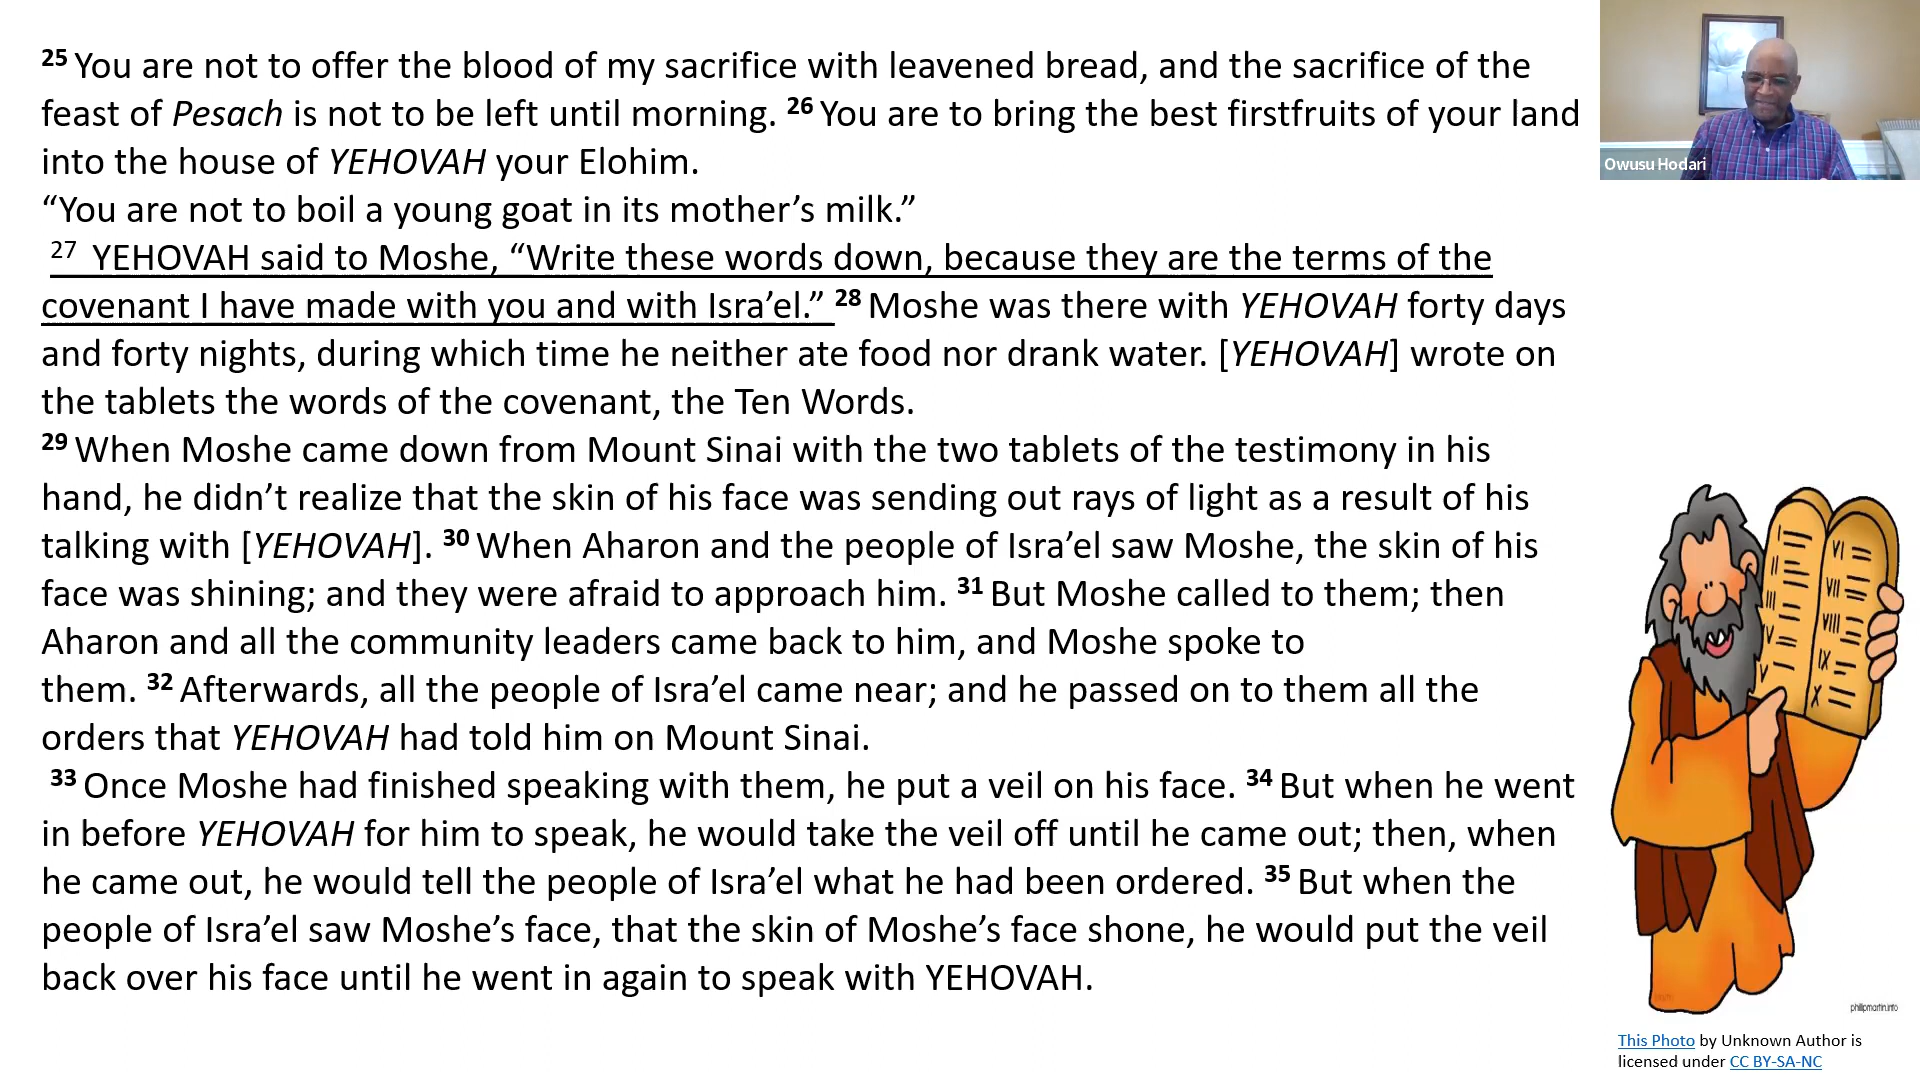 25 You are not to offer the blood of my sacrifice with leavened bread, and the sacrifice of the
feast of Pesach is not to be left until morning. 26 You are to bring the best firstfruits of your land
into the house of YEHOVAH your Elohim.
“You are not to boil a young goat in its mother’s milk.”
27 YEHOVAH said to Moshe, “Write these words down, because they are the terms of the
covenant I have made with you and with Isra’el.” 28 Moshe was there with YEHOVAH forty days
and forty nights, during which time he neither ate food nor drank water. [YEHOVAH] wrote on
the tablets the words of the covenant, the Ten Words.
29 When Moshe came down from Mount Sinai with the two tablets of the testimony in his
hand, he didn’t realize that the skin of his face was sending out rays of light as a result of his
talking with [YEHOVAH]. 30 When Aharon and the people of Isra’el saw Moshe, the skin of his
face was shining; and they were afraid to approach him. 31 But Moshe called to them; then
Aharon and all the community leaders came back to him, and Moshe spoke to
them. 32 Afterwards, all the people of Isra’el came near; and he passed on to them all the
orders that YEHOVAH had told him on Mount Sinai.
33 Once Moshe had finished speaking with them, he put a veil on his face. 34 But when he went
in before YEHOVAH for him to speak, he would take the veil off until he came out; then, when
he came out, he would tell the people of Isra’el what he had been ordered. 35 But when the
people of Isra’el saw Moshe’s face, that the skin of Moshe’s face shone, he would put the veil
back over his face until he went in again to speak with YEHOVAH.
Owusu Hodari
I
II
III
IV
V
VI
VII
VIII
IX
X
phillipmartin.info
This Photo by Unknown Author is
licensed under CC BY-SA-NC